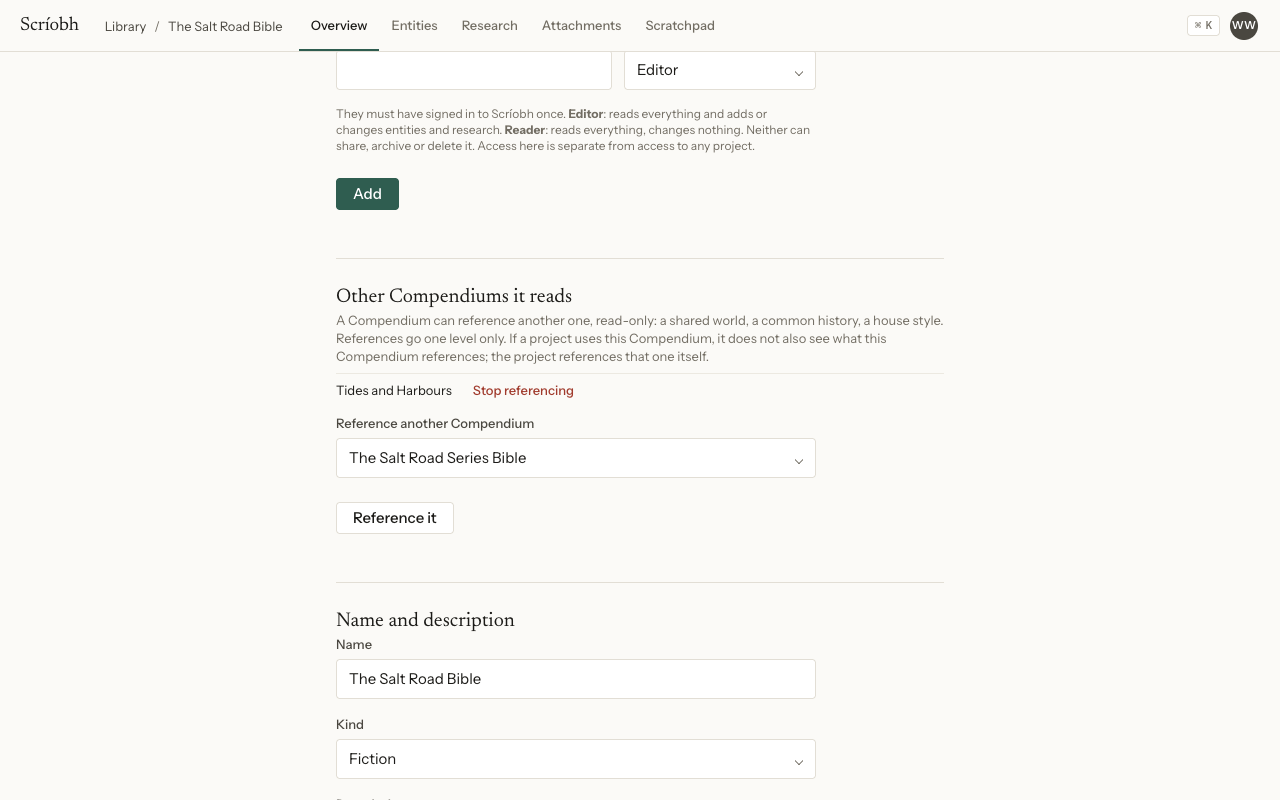 Scríobh
Library / The Salt Road Bible
Overview
Entities
Research
Attachments
Scratchpad
⌘ K
WW
Editor
They must have signed in to Scríobh once. Editor: reads everything and adds or
changes entities and research. Reader: reads everything, changes nothing. Neither can
share, archive or delete it. Access here is separate from access to any project.
Add
Other Compendiums it reads
A Compendium can reference another one, read-only: a shared world, a common history, a house style.
References go one level only. If a project uses this Compendium, it does not also see what this
Compendium references; the project references that one itself.
Tides and Harbours Stop referencing
Reference another Compendium
The Salt Road Series Bible
Reference it
Name and description
Name
The Salt Road Bible
Kind
Fiction